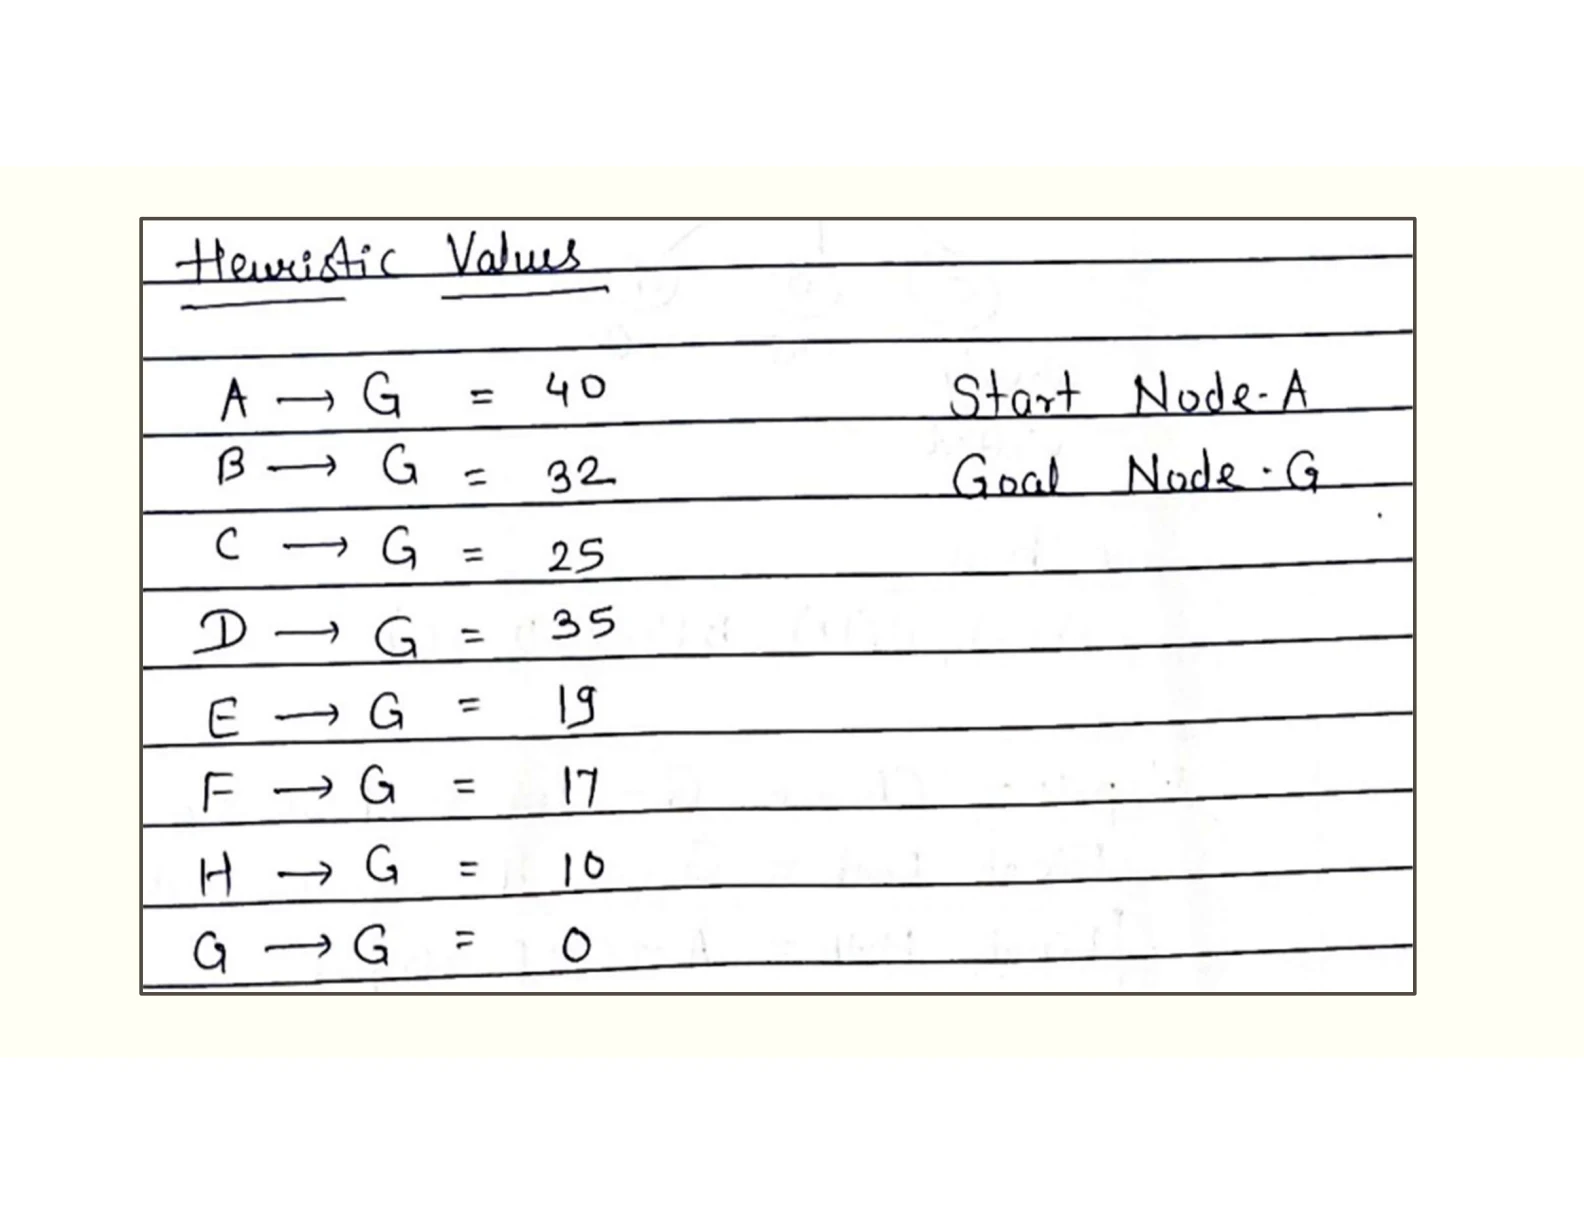 Heuristic Values
A → G = 40 Start Node-A
B → G = 32 Goal Node-G
C → G = 25
D → G = 35
E → G = 19
F → G = 17
H → G = 10
G → G = 0